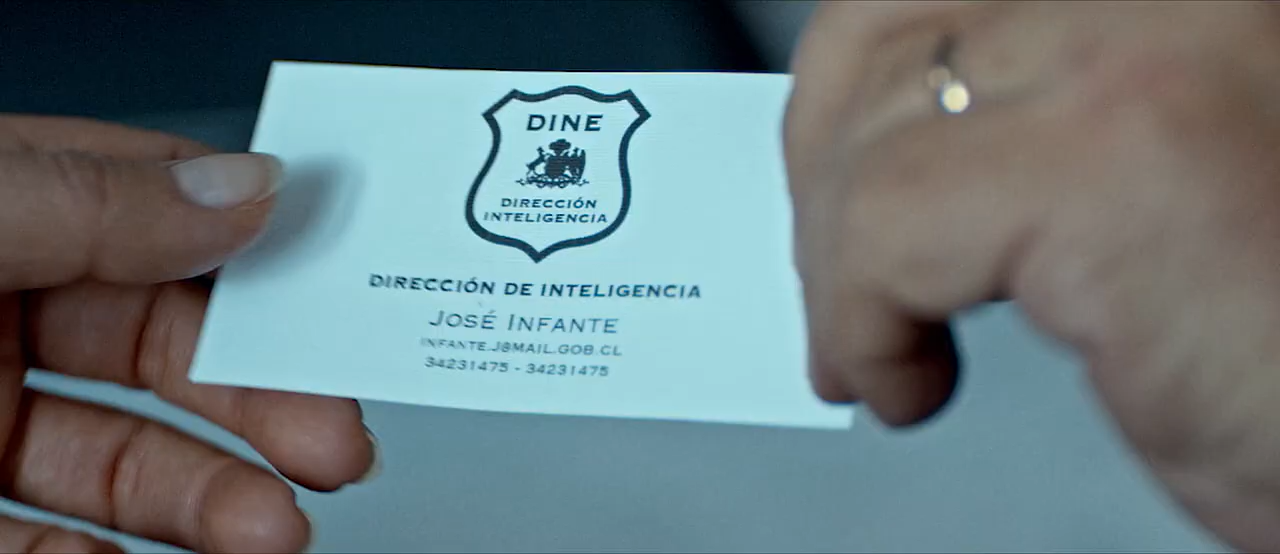 DINE
DIRECCIÓN
INTELIGENCIA
DIRECCIÓN DE INTELIGENCIA
JOSÉ INFANTE
INFANTE.J@MAIL.GOB.CL
34231475 - 34231475